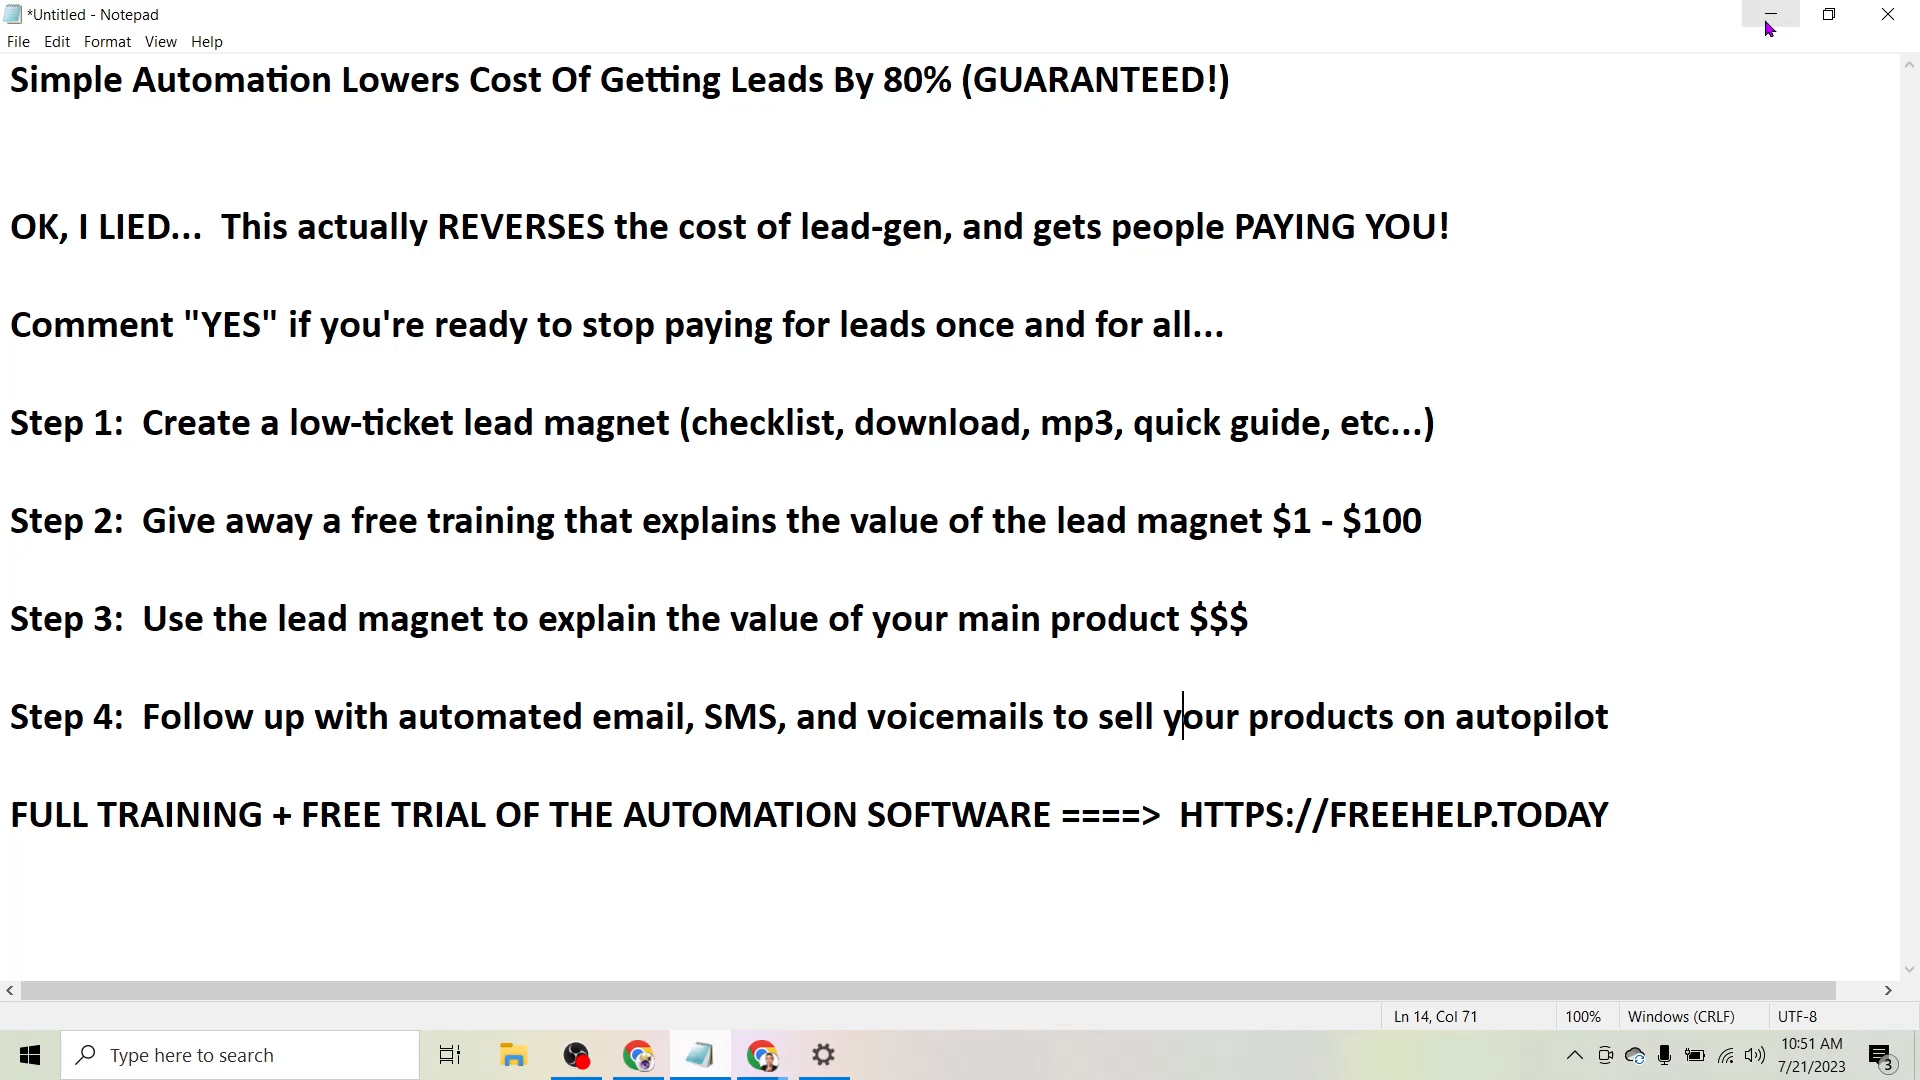 *Untitled - Notepad
File Edit Format View Help
Simple Automation Lowers Cost Of Getting Leads By 80% (GUARANTEED!)
OK, I LIED...  This actually REVERSES the cost of lead-gen, and gets people PAYING YOU!
Comment "YES" if you're ready to stop paying for leads once and for all...
Step 1:  Create a low-ticket lead magnet (checklist, download, mp3, quick guide, etc...)
Step 2:  Give away a free training that explains the value of the lead magnet $1 - $100
Step 3:  Use the lead magnet to explain the value of your main product $$$
Step 4:  Follow up with automated email, SMS, and voicemails to sell your products on autopilot
FULL TRAINING + FREE TRIAL OF THE AUTOMATION SOFTWARE ====>  HTTPS://FREEHELP.TODAY
Ln 14, Col 71 100% Windows (CRLF) UTF-8
Type here to search
10:51 AM
7/21/2023
3